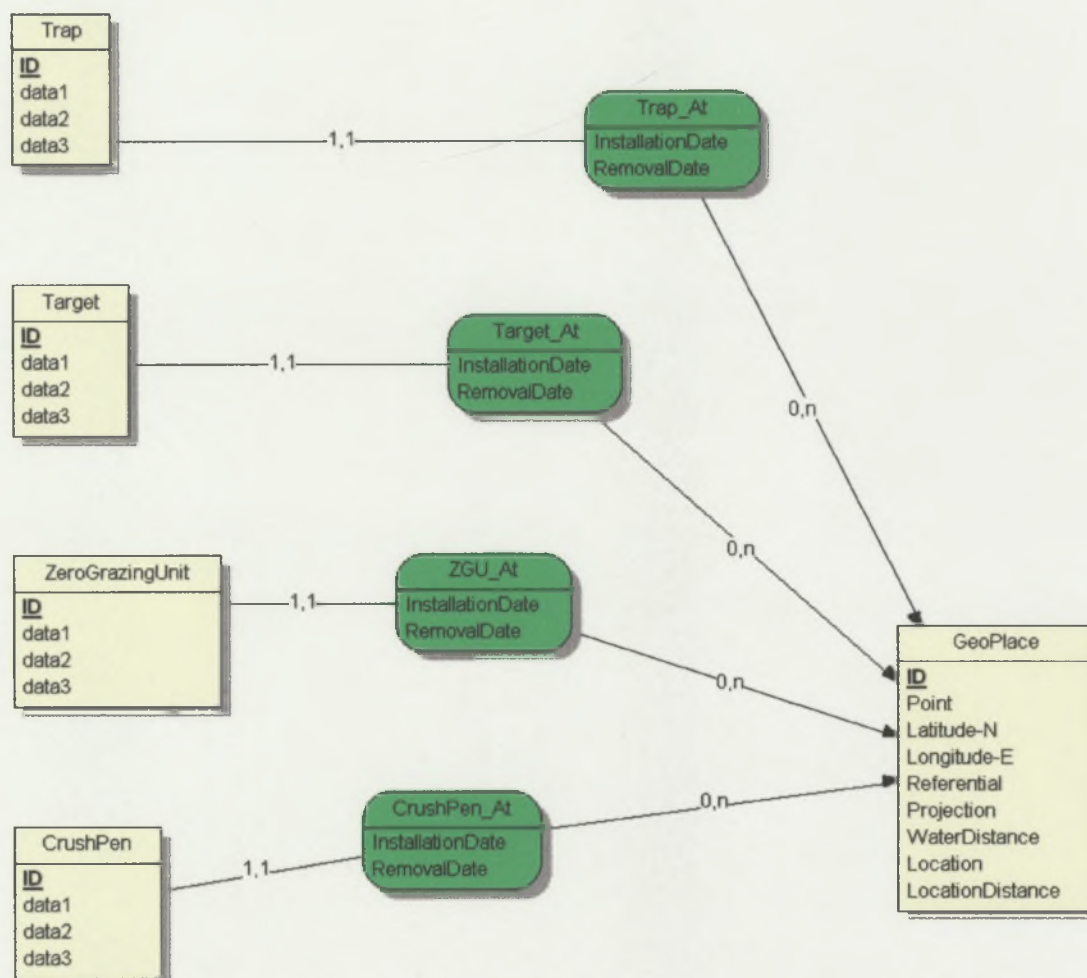 Trap
ID
data1
data2
data3
1,1
Trap_At
InstallationDate
RemovalDate
0,n
Target
ID
data1
data2
data3
1,1
Target_At
InstallationDate
RemovalDate
0,n
ZeroGrazingUnit
ID
data1
data2
data3
1,1
ZGU_At
InstallationDate
RemovalDate
0,n
CrushPen
ID
data1
data2
data3
1,1
CrushPen_At
InstallationDate
RemovalDate
0,n
GeoPlace
ID
Point
Latitude-N
Longitude-E
Referential
Projection
WaterDistance
Location
LocationDistance